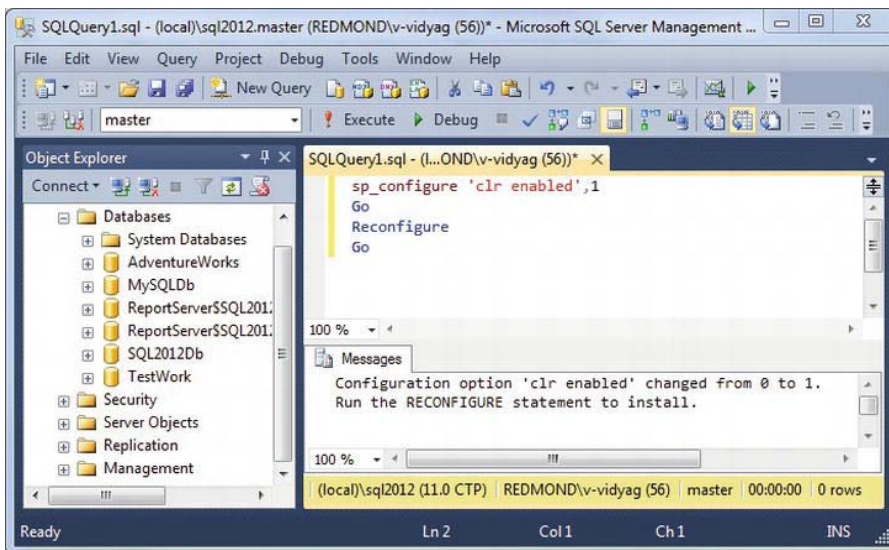 SQLQuery1.sql - (local)\sql2012.master (REDMOND\v-vidyag (56))* - Microsoft SQL Server Management ...
File Edit View Query Project Debug Tools Window Help
New Query
master
Execute Debug
Object Explorer
Connect
Databases
System Databases
AdventureWorks
MySQLDb
ReportServer$SQL201
ReportServer$SQL201
SQL2012Db
TestWork
Security
Server Objects
Replication
Management
SQLQuery1.sql - (l...OND\v-vidyag (56))*
sp_configure 'clr enabled',1
Go
Reconfigure
Go
100 %
Messages
Configuration option 'clr enabled' changed from 0 to 1.
Run the RECONFIGURE statement to install.
100 %
(local)\sql2012 (11.0 CTP) REDMOND\v-vidyag (56) master 00:00:00 0 rows
Ready Ln 2 Col 1 Ch 1 INS